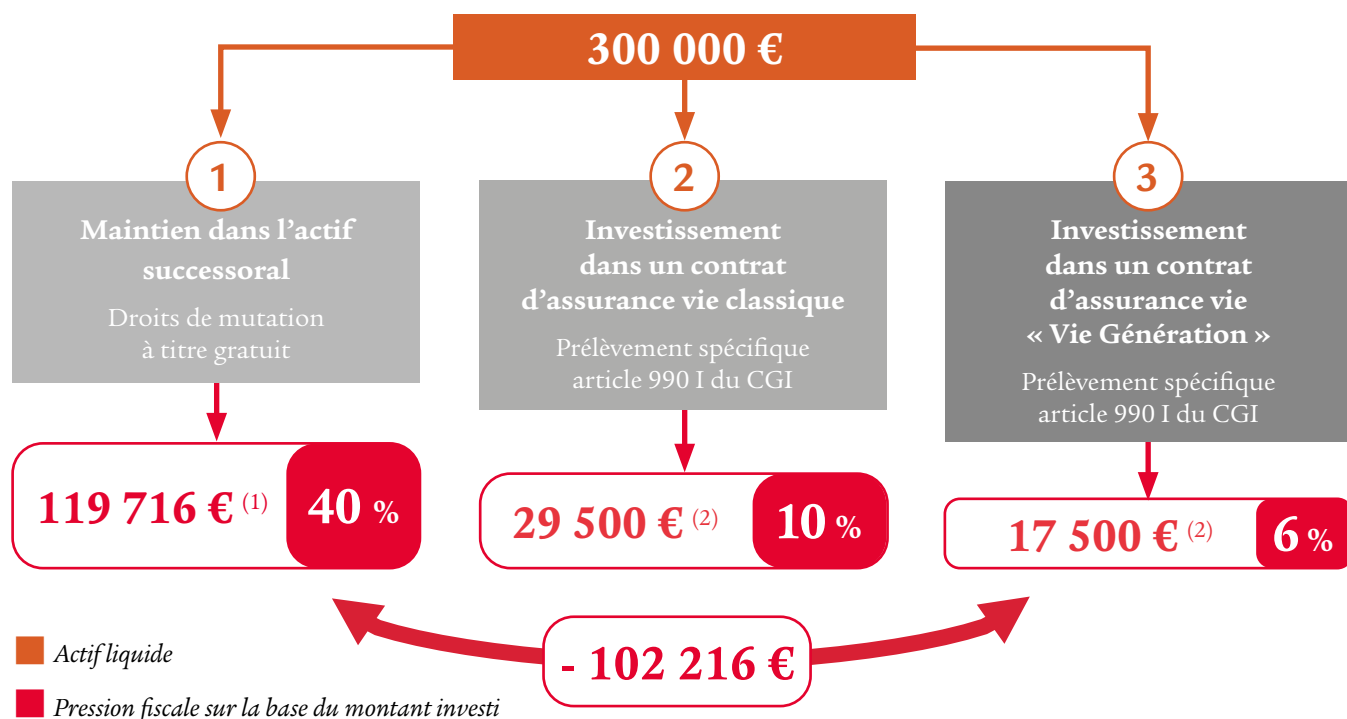 300 000 €
1
Maintien dans l’actif
successoral
Droits de mutation
à titre gratuit
119 716 € (1)
40 %
2
Investissement
dans un contrat
d’assurance vie classique
Prélèvement spécifique
article 990 I du CGI
29 500 € (2)
10 %
3
Investissement
dans un contrat
d’assurance vie
« Vie Génération »
Prélèvement spécifique
article 990 I du CGI
17 500 € (2)
6 %
- 102 216 €
Actif liquide
Pression fiscale sur la base du montant investi